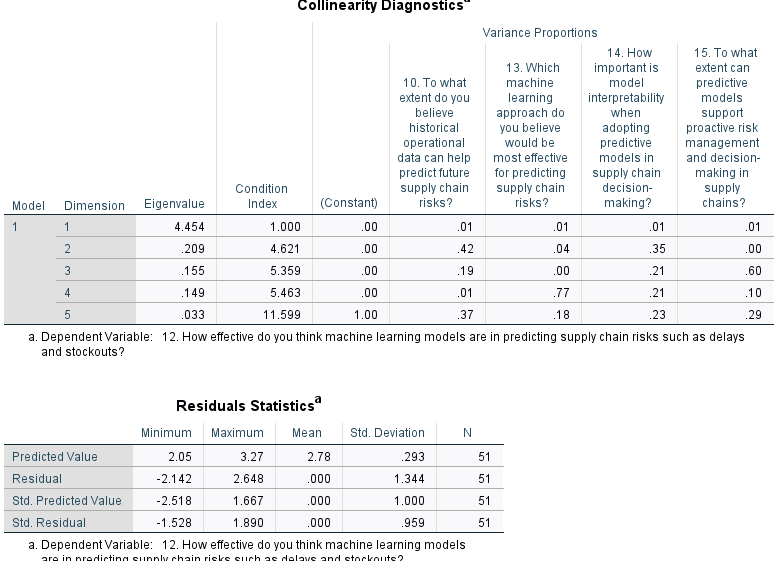 Collinearity Diagnosticsa
Variance Proportions
Model Dimension Eigenvalue Condition Index (Constant) 10. To what extent do you believe historical operational data can help predict future supply chain risks? 13. Which machine learning approach do you believe would be most effective for predicting supply chain risks? 14. How important is model interpretability when adopting predictive models in supply chain decision-making? 15. To what extent can predictive models support proactive risk management and decision-making in supply chains?
1 1 4.454 1.000 .00 .01 .01 .01 .01
2 .209 4.621 .00 .42 .04 .35 .00
3 .155 5.359 .00 .19 .00 .21 .60
4 .149 5.463 .00 .01 .77 .21 .10
5 .033 11.599 1.00 .37 .18 .23 .29
a. Dependent Variable: 12. How effective do you think machine learning models are in predicting supply chain risks such as delays
and stockouts?
Residuals Statisticsa
Minimum Maximum Mean Std. Deviation N
Predicted Value 2.05 3.27 2.78 .293 51
Residual -2.142 2.648 .000 1.344 51
Std. Predicted Value -2.518 1.667 .000 1.000 51
Std. Residual -1.528 1.890 .000 .959 51
a. Dependent Variable: 12. How effective do you think machine learning models
are in predicting supply chain risks such as delays and stockouts?